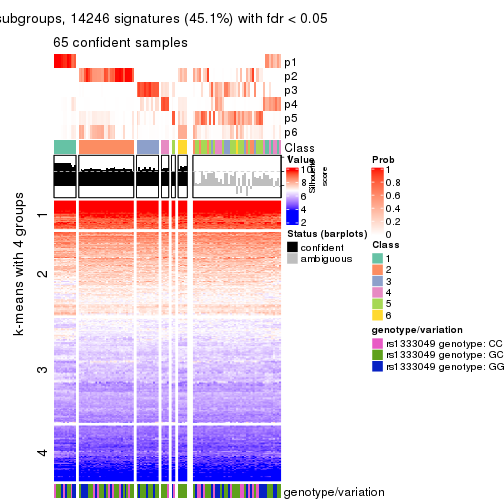 subgroups, 14246 signatures (45.1%) with fdr < 0.05
65 confident samples
p1
p2
p3
p4
p5
p6
Class
Silhouette
score
1
2
3
4
k-means with 4 groups
genotype/variation
Value
10
8
6
4
2
Status (barplots)
confident
ambiguous
Prob
1
0.8
0.6
0.4
0.2
0
Class
1
2
3
4
5
6
genotype/variation
rs1333049 genotype: CC
rs1333049 genotype: GC
rs1333049 genotype: GG